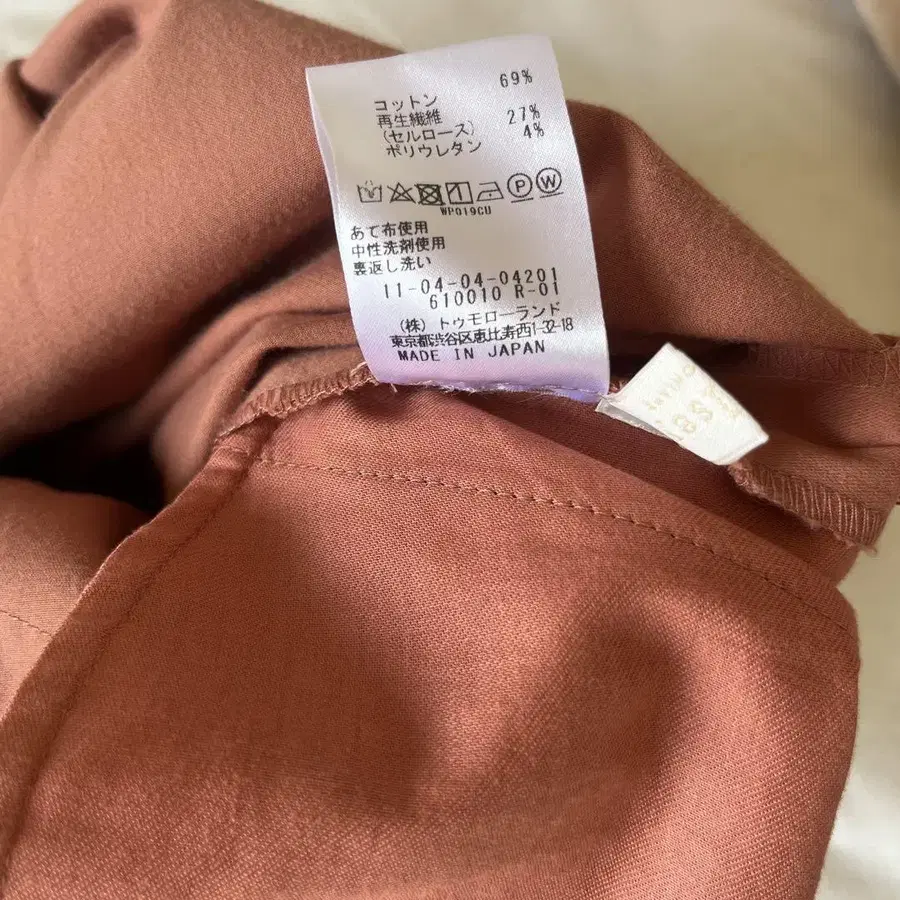 コットン 69%
再生繊維
(セルロース) 27%
ポリウレタン 4%
WP019CU
あて布使用
中性洗剤使用
裏返し洗い
11-04-04-04201
610010 R-01
(株)トゥモローランド
東京都渋谷区恵比寿西1-32-18
MADE IN JAPAN